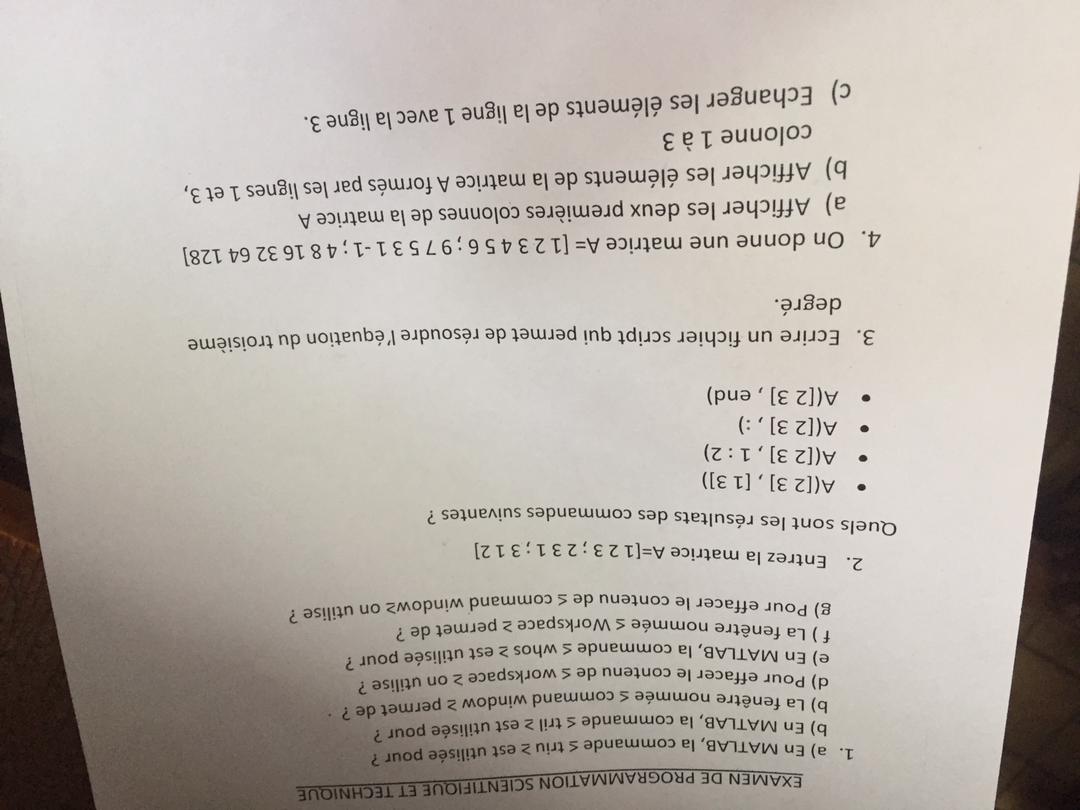 EXAMEN DE PROGRAMMATION SCIENTIFIQUE ET TECHNIQUE
1. a) En MATLAB, la commande ≤ triu ≥ est utilisée pour ?
b) En MATLAB, la commande ≤ tril ≥ est utilisée pour ?
b) La fenêtre nommée ≤ command window ≥ permet de ?
d) Pour effacer le contenu de ≤ workspace ≥ on utilise ?
e) En MATLAB, la commande ≤ whos ≥ est utilisée pour ?
f ) La fenêtre nommée ≤ Workspace ≥ permet de ?
g) Pour effacer le contenu de ≤ command window≥ on utilise ?
2. Entrez la matrice A=[1 2 3 ; 2 3 1 ; 3 1 2]
Quels sont les résultats des commandes suivantes ?
• A([2 3] , [1 3])
• A([2 3] , 1 : 2)
• A([2 3] , :)
• A([2 3] , end)
3. Ecrire un fichier script qui permet de résoudre l'équation du troisième
degré.
4. On donne une matrice A= [1 2 3 4 5 6 ; 9 7 5 3 1 -1 ; 4 8 16 32 64 128]
a) Afficher les deux premières colonnes de la matrice A
b) Afficher les éléments de la matrice A formés par les lignes 1 et 3,
colonne 1 à 3
c) Echanger les éléments de la ligne 1 avec la ligne 3.